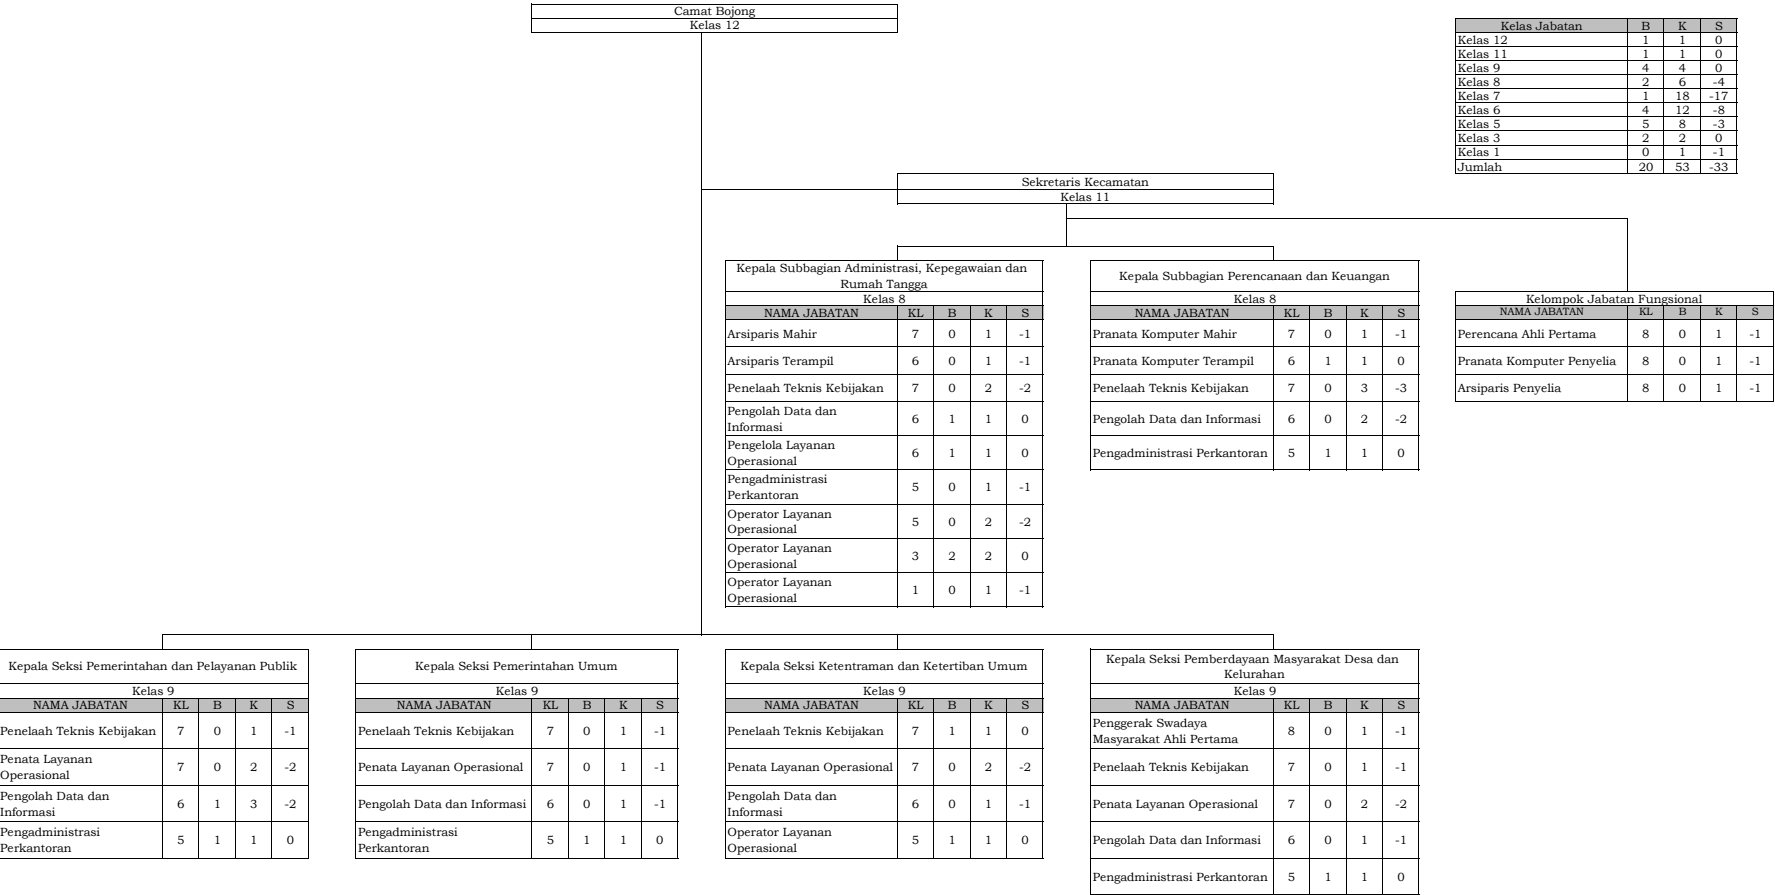 Camat Bojong
Kelas 12
Kelas Jabatan B K S
Kelas 12 1 1 0
Kelas 11 1 1 0
Kelas 9 4 4 0
Kelas 8 2 6 -4
Kelas 7 1 18 -17
Kelas 6 4 12 -8
Kelas 5 5 8 -3
Kelas 3 2 2 0
Kelas 1 0 1 -1
Jumlah 20 53 -33
Sekretaris Kecamatan
Kelas 11
Kepala Subbagian Administrasi, Kepegawaian dan
Rumah Tangga
Kelas 8
NAMA JABATAN KL B K S
Arsiparis Mahir 7 0 1 -1
Arsiparis Terampil 6 0 1 -1
Penelaah Teknis Kebijakan 7 0 2 -2
Pengolah Data dan
Informasi 6 1 1 0
Pengelola Layanan
Operasional 6 1 1 0
Pengadministrasi
Perkantoran 5 0 1 -1
Operator Layanan
Operasional 5 0 2 -2
Operator Layanan
Operasional 3 2 2 0
Operator Layanan
Operasional 1 0 1 -1
Kepala Subbagian Perencanaan dan Keuangan
Kelas 8
NAMA JABATAN KL B K S
Pranata Komputer Mahir 7 0 1 -1
Pranata Komputer Terampil 6 1 1 0
Penelaah Teknis Kebijakan 7 0 3 -3
Pengolah Data dan Informasi 6 0 2 -2
Pengadministrasi Perkantoran 5 1 1 0
Kelompok Jabatan Fungsional
NAMA JABATAN KL B K S
Perencana Ahli Pertama 8 0 1 -1
Pranata Komputer Penyelia 8 0 1 -1
Arsiparis Penyelia 8 0 1 -1
Kepala Seksi Pemerintahan dan Pelayanan Publik
Kelas 9
NAMA JABATAN KL B K S
Penelaah Teknis Kebijakan 7 0 1 -1
Penata Layanan
Operasional 7 0 2 -2
Pengolah Data dan
Informasi 6 1 3 -2
Pengadministrasi
Perkantoran 5 1 1 0
Kepala Seksi Pemerintahan Umum
Kelas 9
NAMA JABATAN KL B K S
Penelaah Teknis Kebijakan 7 0 1 -1
Penata Layanan Operasional 7 0 1 -1
Pengolah Data dan Informasi 6 0 1 -1
Pengadministrasi
Perkantoran 5 1 1 0
Kepala Seksi Ketentraman dan Ketertiban Umum
Kelas 9
NAMA JABATAN KL B K S
Penelaah Teknis Kebijakan 7 1 1 0
Penata Layanan Operasional 7 0 2 -2
Pengolah Data dan
Informasi 6 0 1 -1
Operator Layanan
Operasional 5 1 1 0
Kepala Seksi Pemberdayaan Masyarakat Desa dan
Kelurahan
Kelas 9
NAMA JABATAN KL B K S
Penggerak Swadaya
Masyarakat Ahli Pertama 8 0 1 -1
Penelaah Teknis Kebijakan 7 0 1 -1
Penata Layanan Operasional 7 0 2 -2
Pengolah Data dan Informasi 6 0 1 -1
Pengadministrasi Perkantoran 5 1 1 0